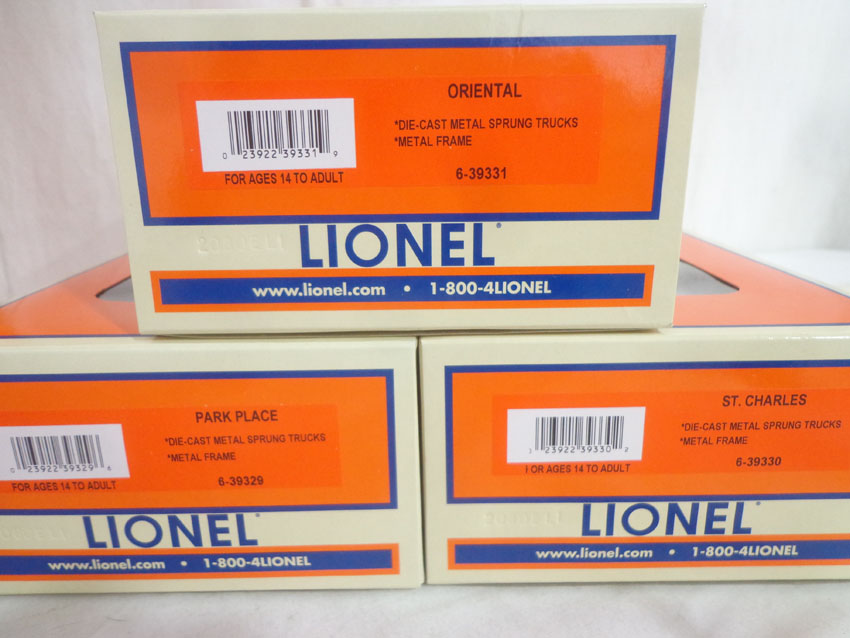 ORIENTAL
*DIE-CAST METAL SPRUNG TRUCKS
*METAL FRAME
0 23922 39331 9
FOR AGES 14 TO ADULT
6-39331
LIONEL
www.lionel.com • 1-800-4LIONEL
PARK PLACE
*DIE-CAST METAL SPRUNG TRUCKS
*METAL FRAME
0 23922 39329 6
FOR AGES 14 TO ADULT
6-39329
LIONEL
www.lionel.com • 1-800-4LIONEL
ST. CHARLES
*DIE-CAST METAL SPRUNG TRUCKS
*METAL FRAME
23922 39330 2
OR AGES 14 TO ADULT
6-39330
LIONEL
www.lionel.com • 1-800-4LIONEL